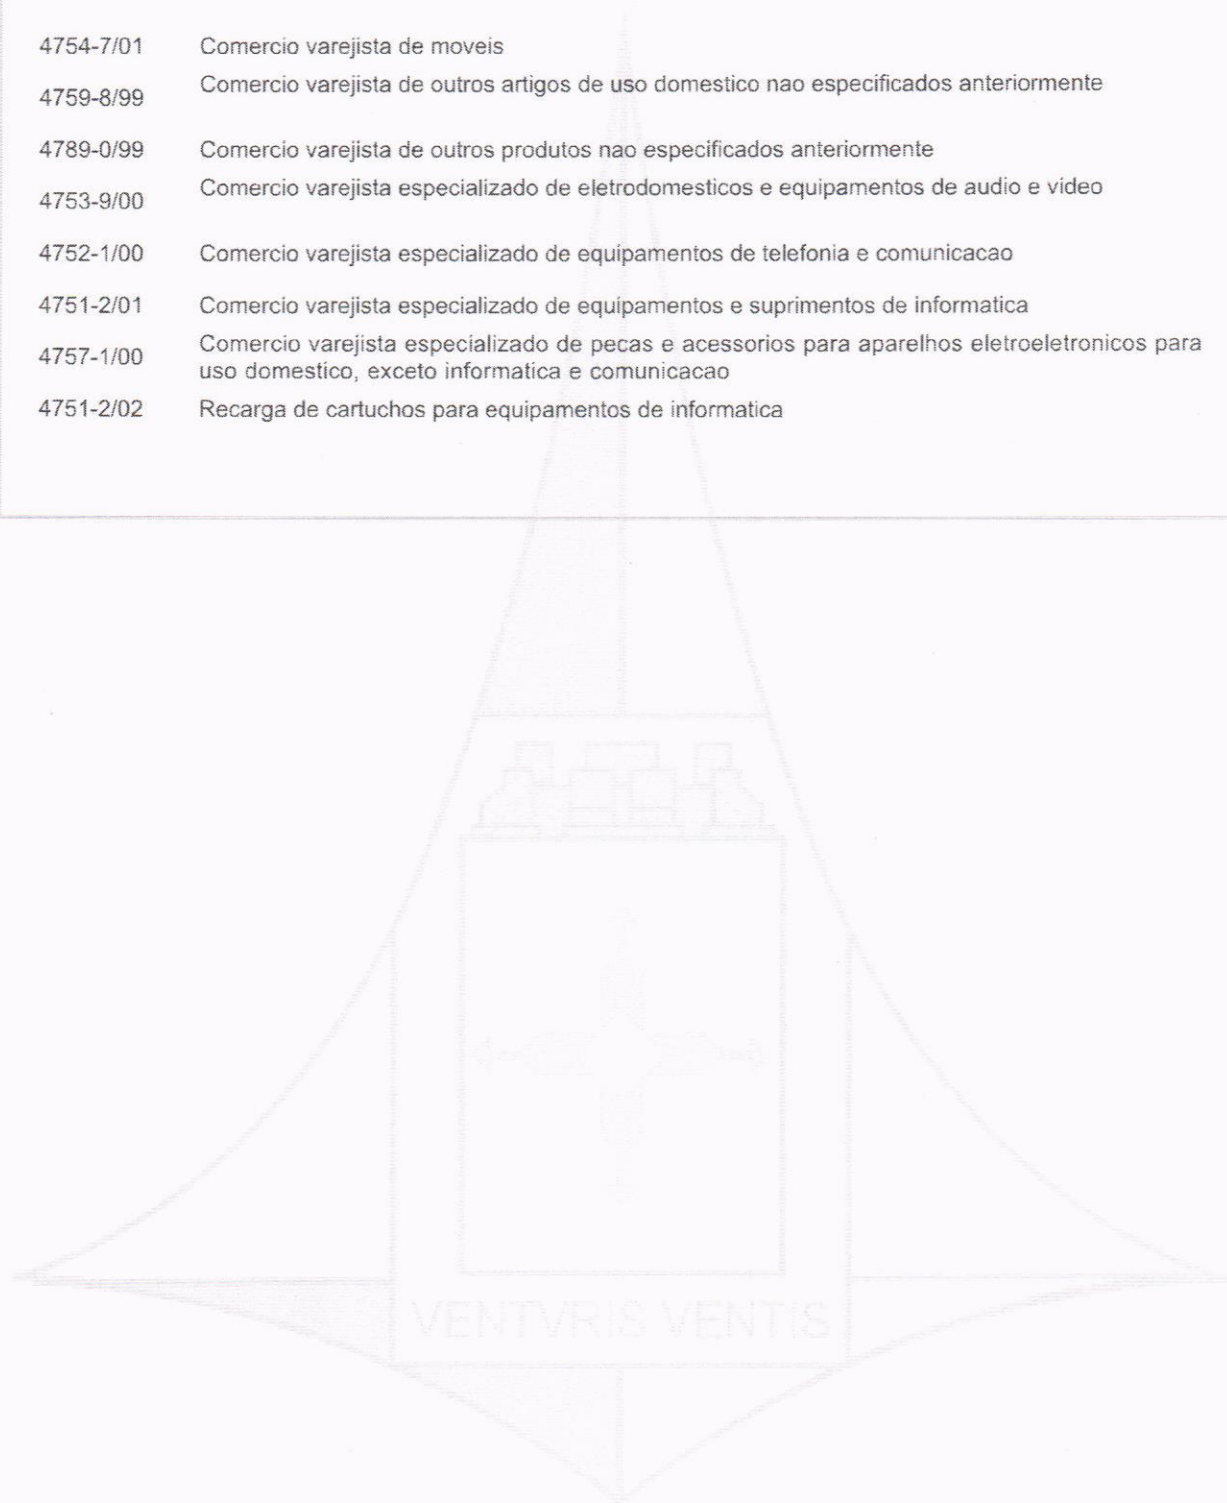 4754-7/01 Comercio varejista de moveis
4759-8/99 Comercio varejista de outros artigos de uso domestico nao especificados anteriormente
4789-0/99 Comercio varejista de outros produtos nao especificados anteriormente
4753-9/00 Comercio varejista especializado de eletrodomesticos e equipamentos de audio e video
4752-1/00 Comercio varejista especializado de equipamentos de telefonia e comunicacao
4751-2/01 Comercio varejista especializado de equipamentos e suprimentos de informatica
4757-1/00 Comercio varejista especializado de pecas e acessorios para aparelhos eletroeletronicos para
uso domestico, exceto informatica e comunicacao
4751-2/02 Recarga de cartuchos para equipamentos de informatica
VENTVRIS VENTIS